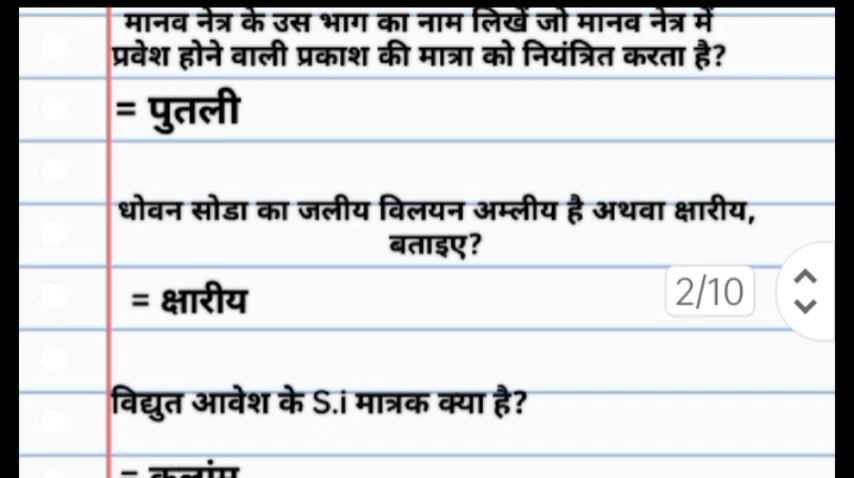 मानव नेत्र के उस भाग का नाम लिखें जो मानव नेत्र में
प्रवेश होने वाली प्रकाश की मात्रा को नियंत्रित करता है?
= पुतली
धोवन सोडा का जलीय विलयन अम्लीय है अथवा क्षारीय,
बताइए?
= क्षारीय
2/10
विद्युत आवेश के S.i मात्रक क्या है?
=